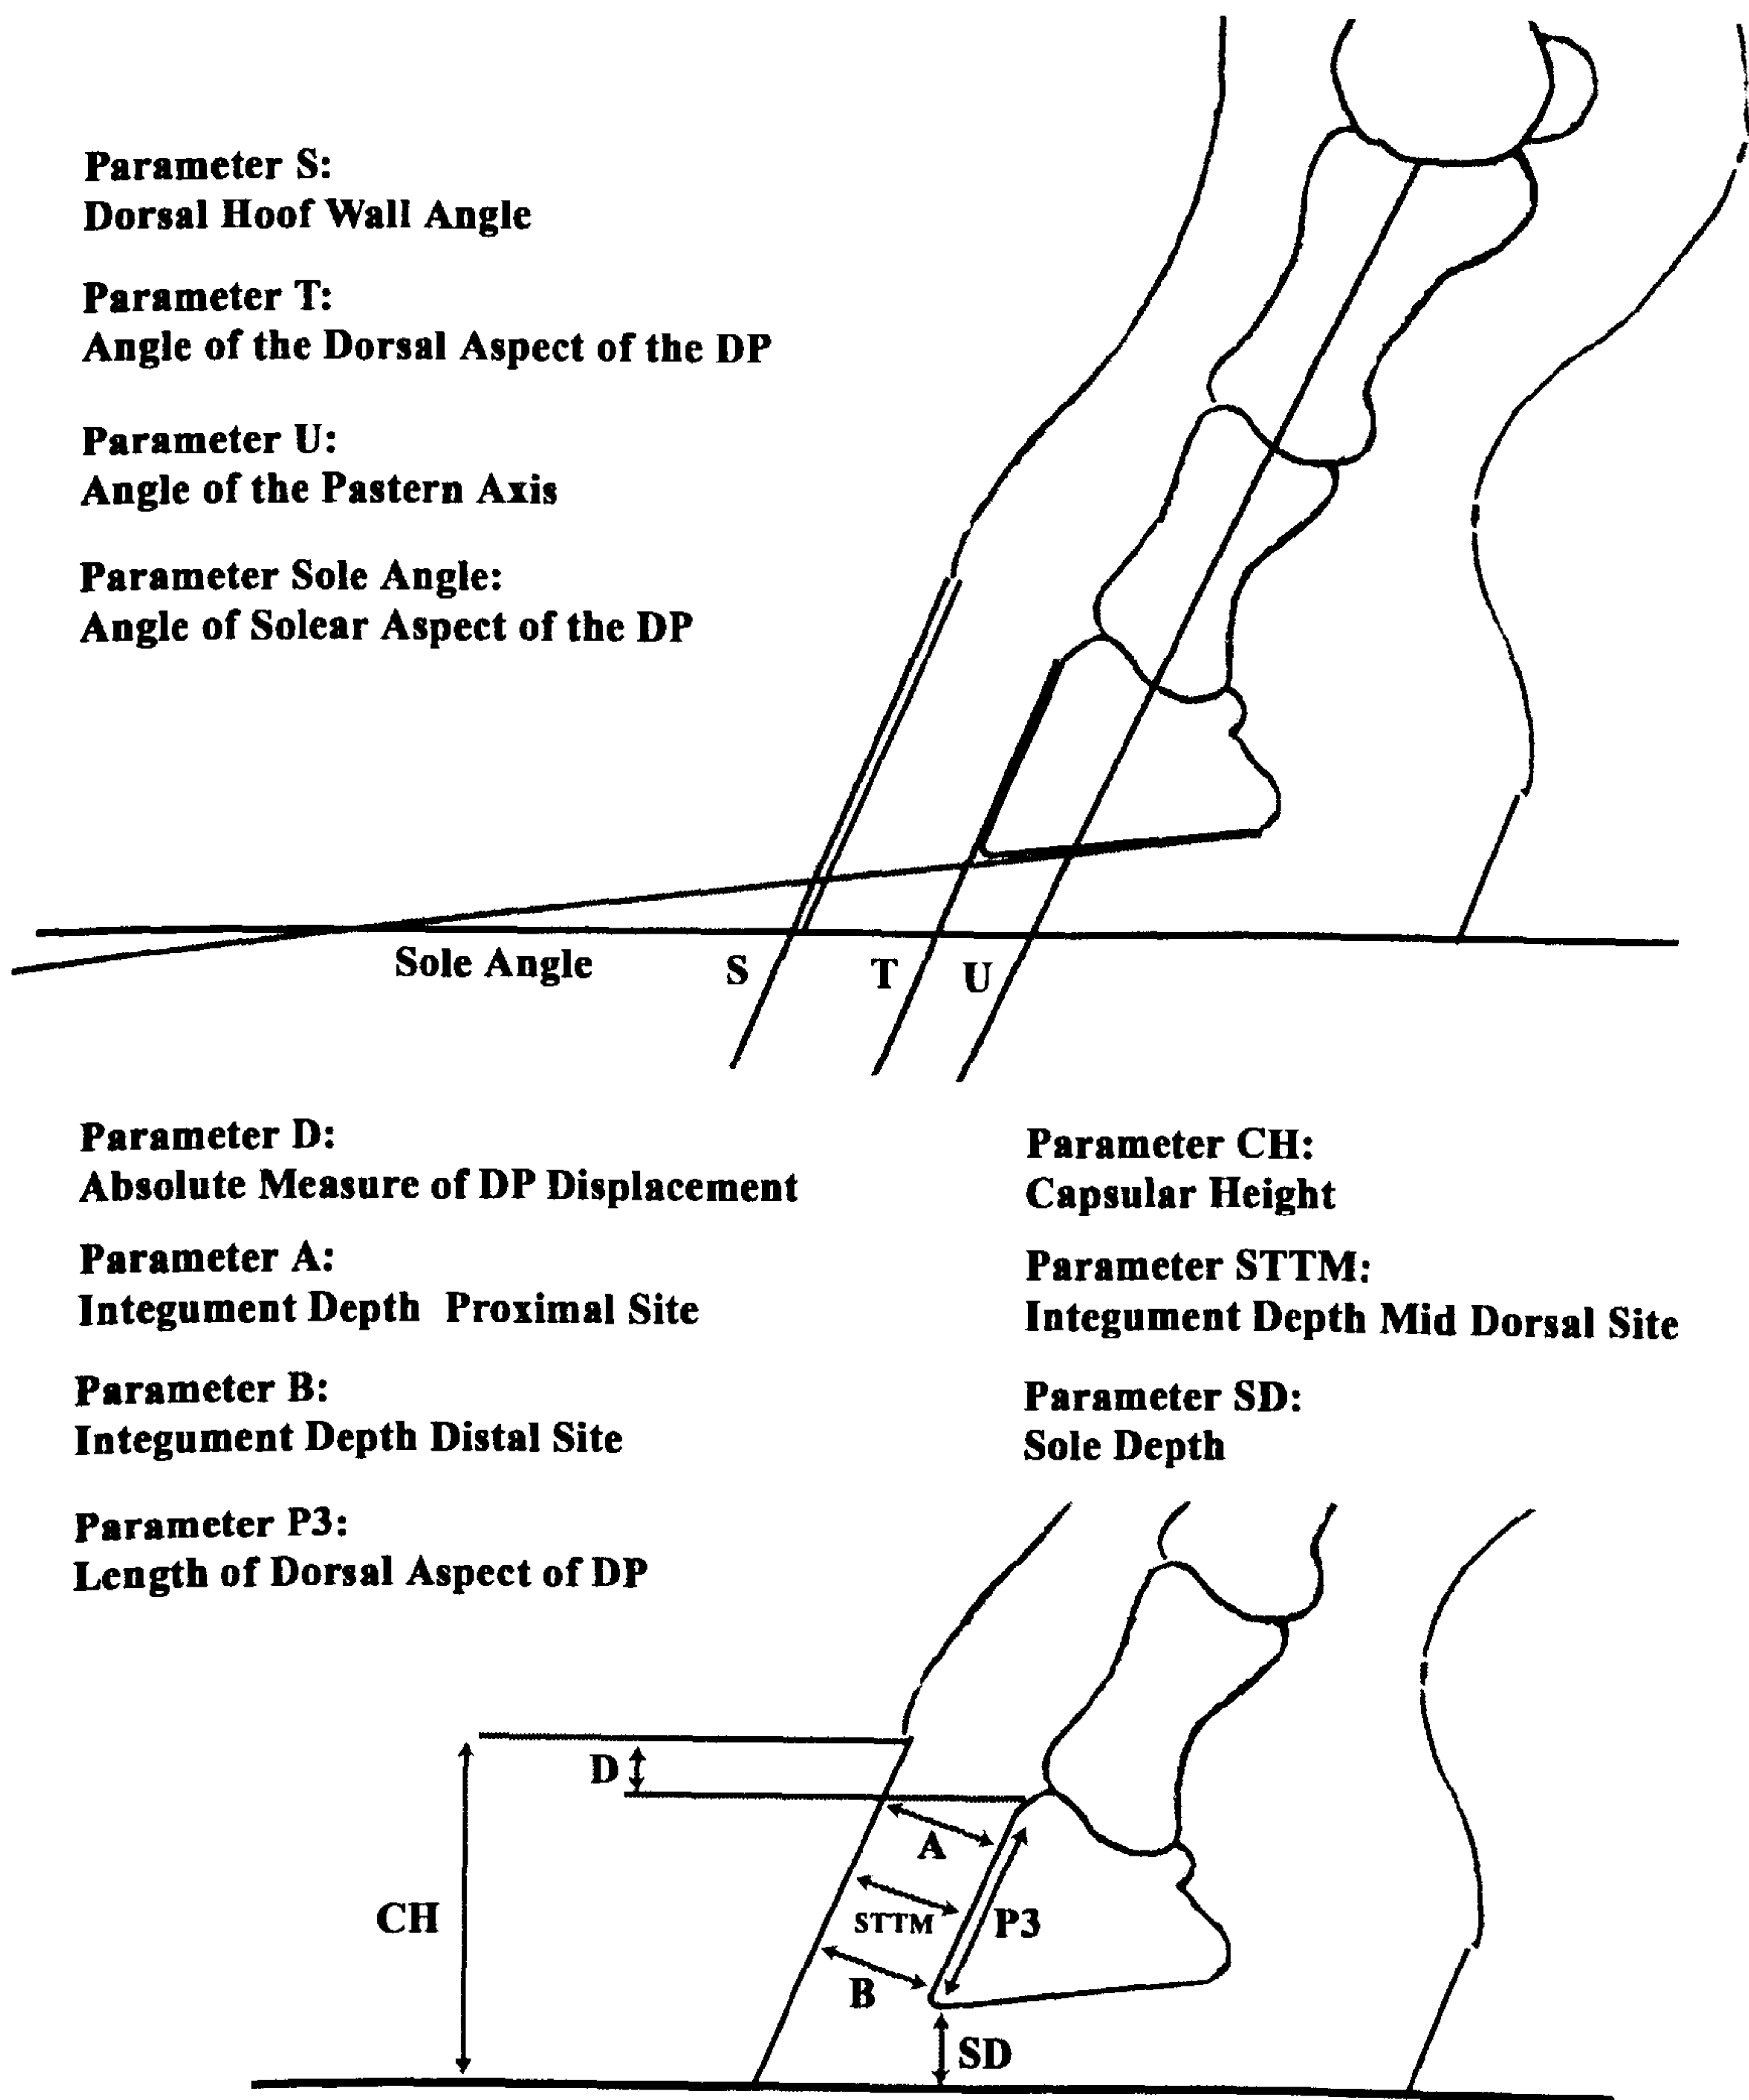 Parameter S:
Dorsal Hoof Wall Angle
Parameter T:
Angle of the Dorsal Aspect of the DP
Parameter U:
Angle of the Pastern Axis
Parameter Sole Angle:
Angle of Solear Aspect of the DP
Sole Angle
S
T
U
Parameter D:
Absolute Measure of DP Displacement
Parameter A:
Integument Depth Proximal Site
Parameter B:
Integument Depth Distal Site
Parameter P3:
Length of Dorsal Aspect of DP
Parameter CH:
Capsular Height
Parameter STTM:
Integument Depth Mid Dorsal Site
Parameter SD:
Sole Depth
D
A
CH
STTM
P3
B
SD